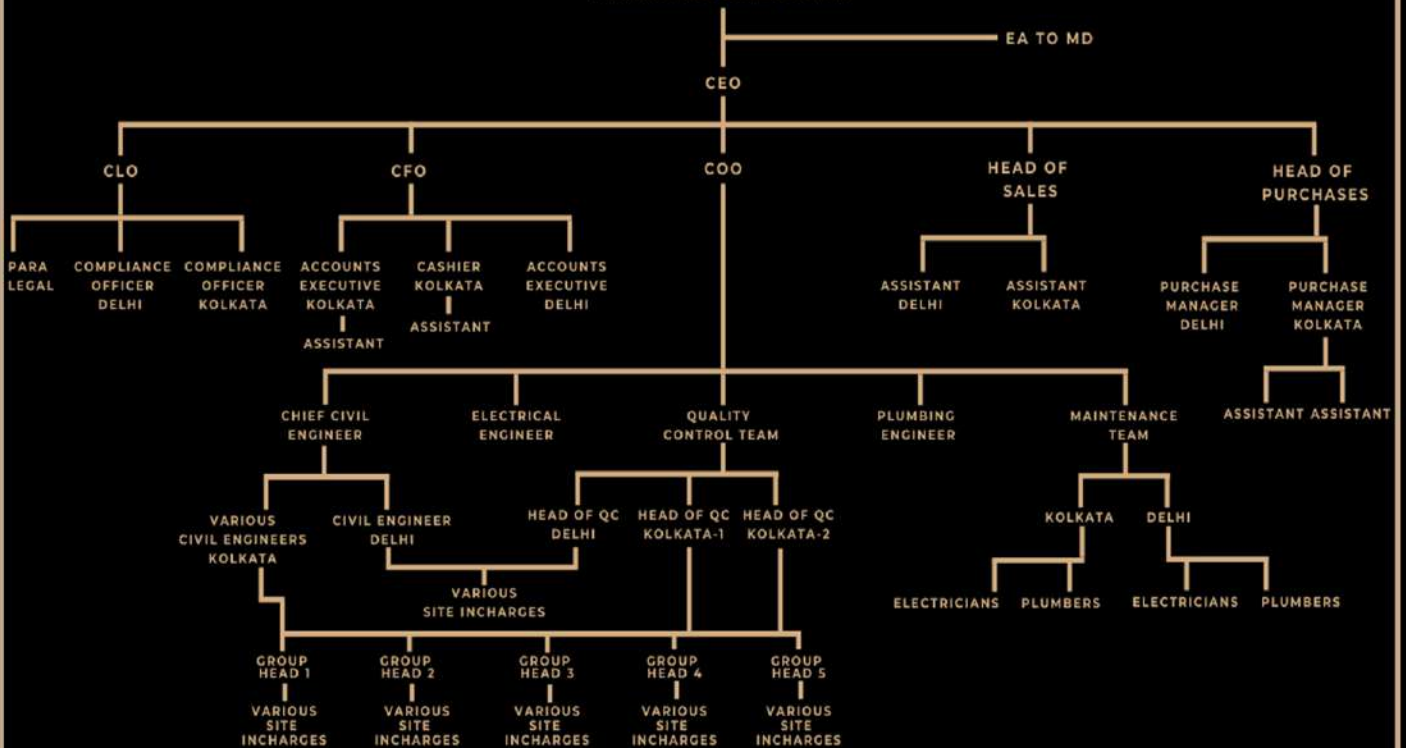 EA TO MD
CEO
CLO
CFO
COO
HEAD OF
SALES
HEAD OF
PURCHASES
PARA
LEGAL
COMPLIANCE
OFFICER
DELHI
COMPLIANCE
OFFICER
KOLKATA
ACCOUNTS
EXECUTIVE
KOLKATA
ASSISTANT
CASHIER
KOLKATA
ASSISTANT
ACCOUNTS
EXECUTIVE
DELHI
ASSISTANT
DELHI
ASSISTANT
KOLKATA
PURCHASE
MANAGER
DELHI
PURCHASE
MANAGER
KOLKATA
ASSISTANT
ASSISTANT
CHIEF CIVIL
ENGINEER
ELECTRICAL
ENGINEER
QUALITY
CONTROL TEAM
PLUMBING
ENGINEER
MAINTENANCE
TEAM
VARIOUS
CIVIL ENGINEERS
KOLKATA
CIVIL ENGINEER
DELHI
HEAD OF QC
DELHI
HEAD OF QC
KOLKATA-1
HEAD OF QC
KOLKATA-2
KOLKATA
DELHI
VARIOUS
SITE INCHARGES
ELECTRICIANS
PLUMBERS
ELECTRICIANS
PLUMBERS
GROUP
HEAD 1
GROUP
HEAD 2
GROUP
HEAD 3
GROUP
HEAD 4
GROUP
HEAD 5
VARIOUS
SITE
INCHARGES
VARIOUS
SITE
INCHARGES
VARIOUS
SITE
INCHARGES
VARIOUS
SITE
INCHARGES
VARIOUS
SITE
INCHARGES